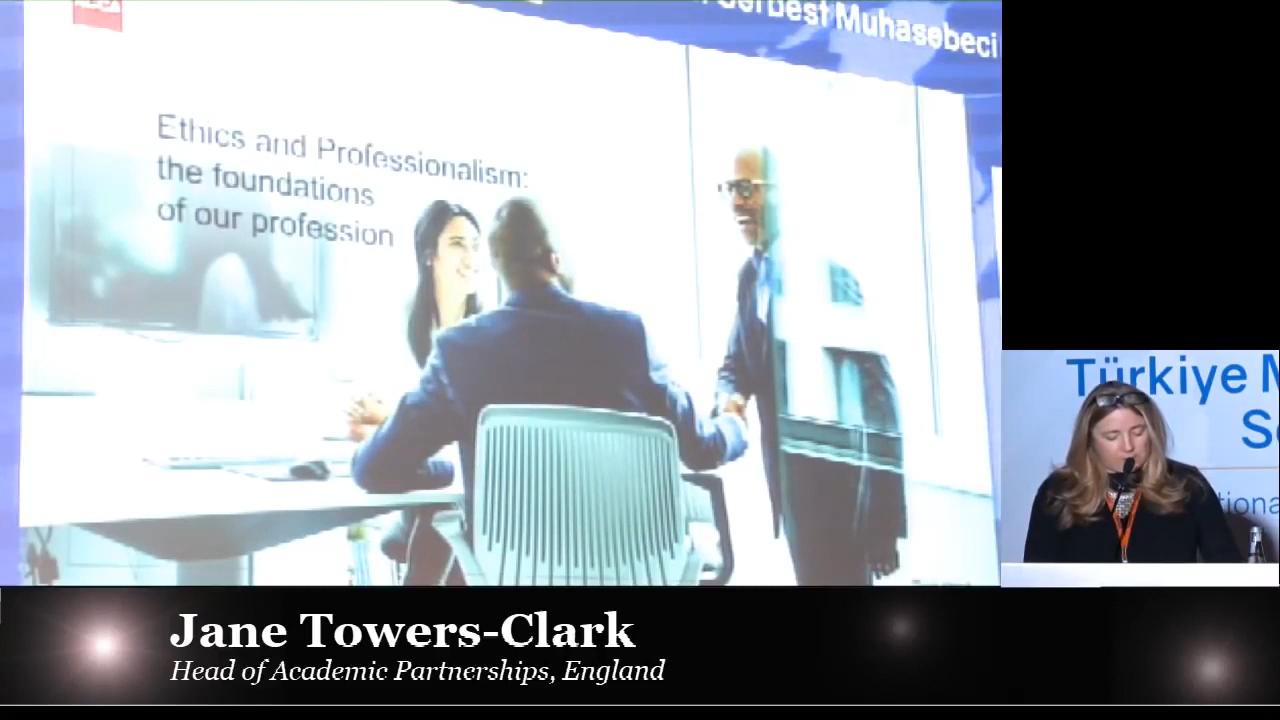 Serbest Muhasebeci
Ethics and Professionalism:
the foundations
of our profession
Türkiye
Jane Towers-Clark
Head of Academic Partnerships, England